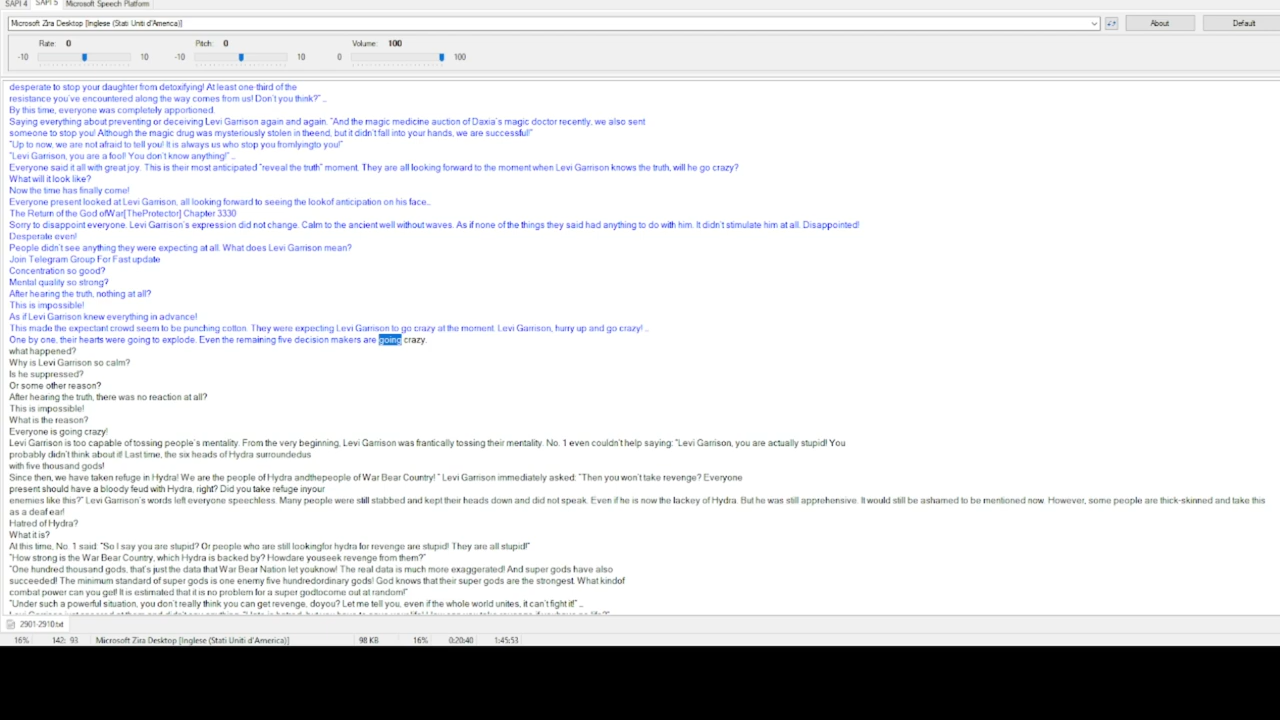 SAPI 4 SAPI 5 Microsoft Speech Platform
Microsoft Zira Desktop [Inglese (Stati Uniti d'America)] About Default
Rate: 0 Pitch: 0 Volume: 100
-10 10 -10 10 0 100
desperate to stop your daughter from detoxifying! At least one-third of the
resistance you've encountered along the way comes from us! Don't you think?" ..
By this time, everyone was completely apportioned.
Saying everything about preventing or deceiving Levi Garrison again and again. "And the magic medicine auction of Daxia's magic doctor recently, we also sent
someone to stop you! Although the magic drug was mysteriously stolen in theend, but it didn't fall into your hands, we are successful!"
"Up to now, we are not afraid to tell you! It is always us who stop you fromlyingto you!"
"Levi Garrison, you are a fool! You don't know anything!" ..
Everyone said it all with great joy. This is their most anticipated "reveal the truth" moment. They are all looking forward to the moment when Levi Garrison knows the truth, will he go crazy?
What will it look like?
Now the time has finally come!
Everyone present looked at Levi Garrison, all looking forward to seeing the lookof anticipation on his face..
The Return of the God ofWar[TheProtector] Chapter 3330
Sorry to disappoint everyone. Levi Garrison's expression did not change. Calm to the ancient well without waves. As if none of the things they said had anything to do with him. It didn't stimulate him at all. Disappointed!
Desperate even!
People didn't see anything they were expecting at all. What does Levi Garrison mean?
Join Telegram Group For Fast update
Concentration so good?
Mental quality so strong?
After hearing the truth, nothing at all?
This is impossible!
As if Levi Garrison knew everything in advance!
This made the expectant crowd seem to be punching cotton. They were expecting Levi Garrison to go crazy at the moment. Levi Garrison, hurry up and go crazy! ..
One by one, their hearts were going to explode. Even the remaining five decision makers are going crazy.
what happened?
Why is Levi Garrison so calm?
Is he suppressed?
Or some other reason?
After hearing the truth, there was no reaction at all?
This is impossible!
What is the reason?
Everyone is going crazy!
Levi Garrison is too capable of tossing people's mentality. From the very beginning, Levi Garrison was frantically tossing their mentality. No. 1 even couldn't help saying: "Levi Garrison, you are actually stupid! You
probably didn't think about it! Last time, the six heads of Hydra surroundedus
with five thousand gods!
Since then, we have taken refuge in Hydra! We are the people of Hydra andthepeople of War Bear Country! " Levi Garrison immediately asked: "Then you won't take revenge? Everyone
present should have a bloody feud with Hydra, right? Did you take refuge inyour
enemies like this?" Levi Garrison's words left everyone speechless. Many people were still stabbed and kept their heads down and did not speak. Even if he is now the lackey of Hydra. But he was still apprehensive. It would still be ashamed to be mentioned now. However, some people are thick-skinned and take this
as a deaf ear!
Hatred of Hydra?
What it is?
At this time, No. 1 said: "So I say you are stupid? Or people who are still lookingfor hydra for revenge are stupid! They are all stupid!"
"How strong is the War Bear Country, which Hydra is backed by? Howdare youseek revenge from them?"
"One hundred thousand gods, that's just the data that War Bear Nation let youknow! The real data is much more exaggerated! And super gods have also
succeeded! The minimum standard of super gods is one enemy five hundredordinary gods! God knows that their super gods are the strongest. What kindof
combat power can you get! It is estimated that it is no problem for a super godtocome out at random!"
"Under such a powerful situation, you don't really think you can get revenge, doyou? Let me tell you, even if the whole world unites, it can't fight it!" ..
2901-2910.txt
16% 142: 93 Microsoft Zira Desktop [Inglese (Stati Uniti d'America)] 98 KB 16% 0:20:40 1:45:53